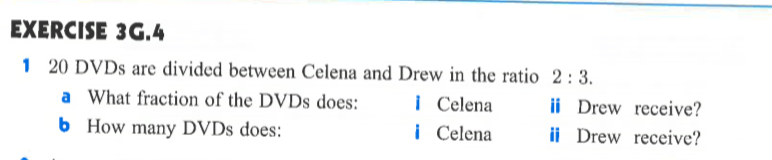 EXERCISE 3G.4
1 20 DVDs are divided between Celena and Drew in the ratio 2 : 3.
a What fraction of the DVDs does: i Celena ii Drew receive?
b How many DVDs does: i Celena ii Drew receive?